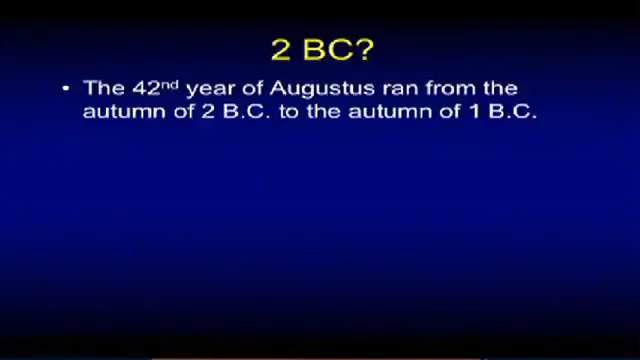 2 BC?
• The 42nd year of Augustus ran from the
autumn of 2 B.C. to the autumn of 1 B.C.